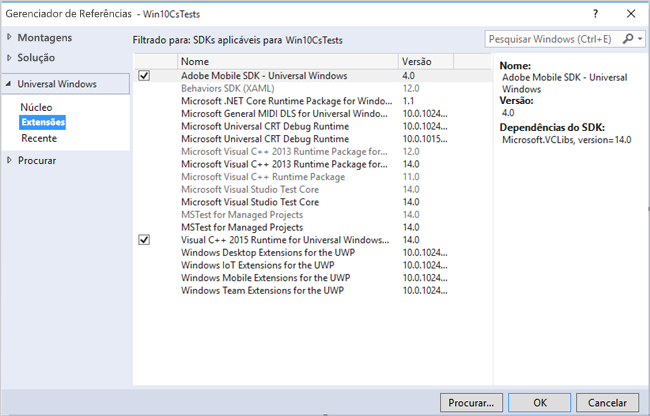 Gerenciador de Referências - Win10CsTests
? ×
Montagens
Solução
Universal Windows
Núcleo
Extensões
Recente
Procurar
Filtrado para: SDKs aplicáveis para Win10CsTests
Pesquisar Windows (Ctrl+E)
Nome Versão
Adobe Mobile SDK - Universal Windows 4.0
Behaviors SDK (XAML) 12.0
Microsoft .NET Core Runtime Package for Windo... 1.1
Microsoft General MIDI DLS for Universal Windo... 10.0.1024...
Microsoft Universal CRT Debug Runtime 10.0.1024...
Microsoft Universal CRT Debug Runtime 10.0.1015...
Microsoft Visual C++ 2013 Runtime Package for... 12.0
Microsoft Visual C++ 2013 Runtime Package for... 14.0
Microsoft Visual C++ Runtime Package 11.0
Microsoft Visual Studio Test Core 14.0
Microsoft Visual Studio Test Core 14.0
MSTest for Managed Projects 14.0
MSTest for Managed Projects 14.0
Visual C++ 2015 Runtime for Universal Windows... 14.0
Windows Desktop Extensions for the UWP 10.0.1024...
Windows IoT Extensions for the UWP 10.0.1024...
Windows Mobile Extensions for the UWP 10.0.1024...
Windows Team Extensions for the UWP 10.0.1024...
Nome:
Adobe Mobile SDK - Universal
Windows
Versão:
4.0
Dependências do SDK:
Microsoft.VCLibs, version=14.0
Procurar... OK Cancelar